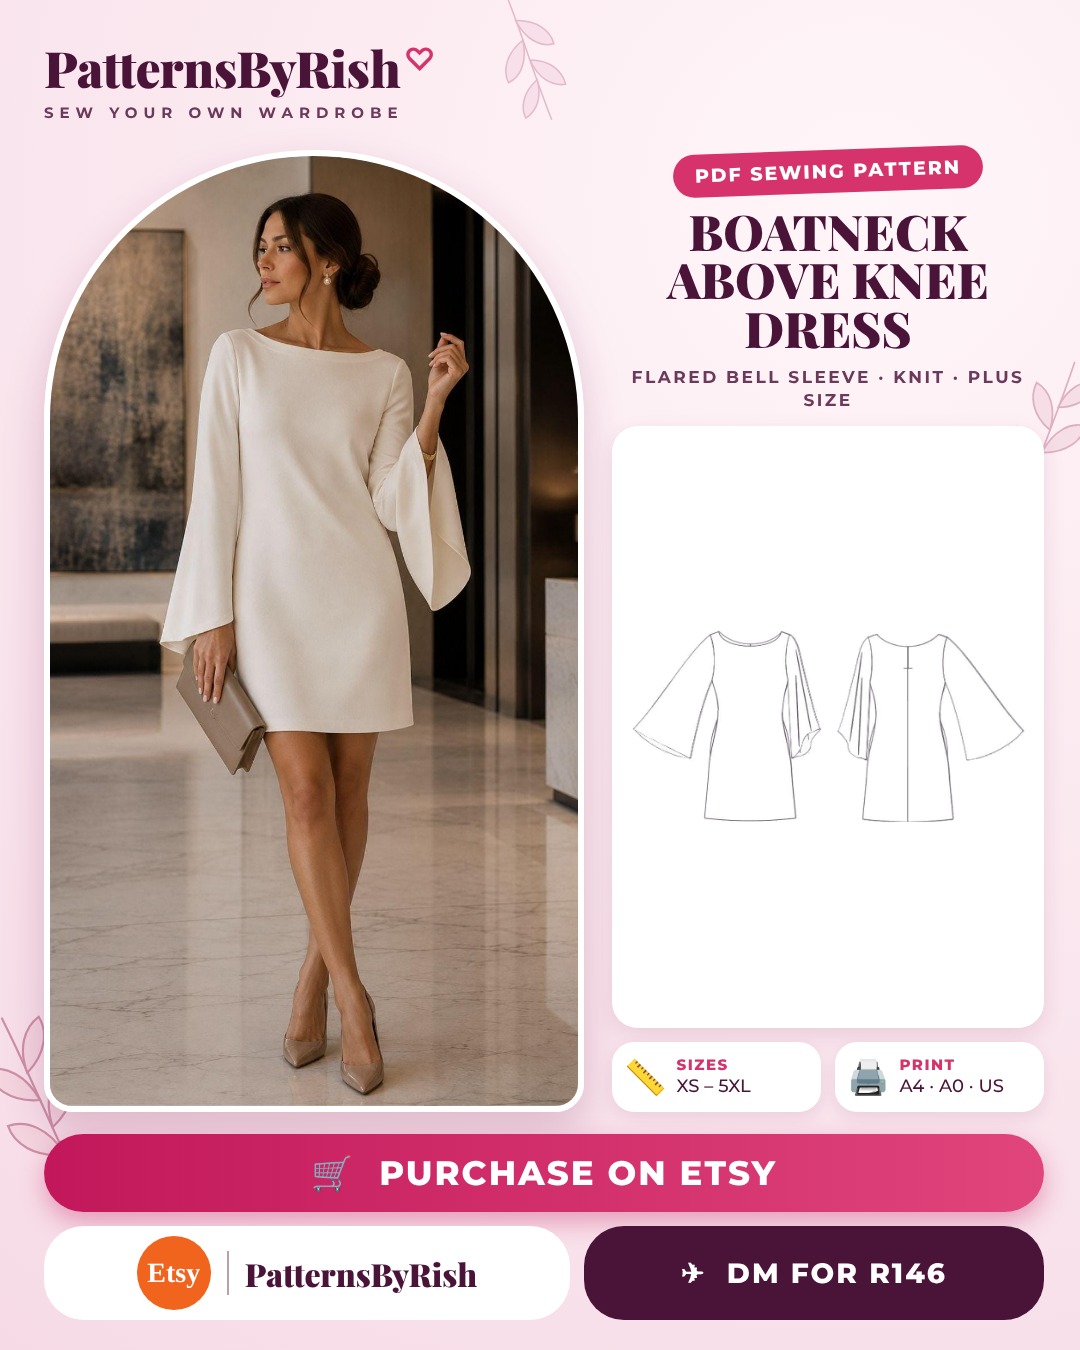 PatternsByRish
SEW YOUR OWN WARDROBE
PDF SEWING PATTERN
BOATNECK
ABOVE KNEE
DRESS
FLARED BELL SLEEVE · KNIT · PLUS
SIZE
SIZES
XS – 5XL
PRINT
A4 · A0 · US
PURCHASE ON ETSY
Etsy
PatternsByRish
DM FOR R146